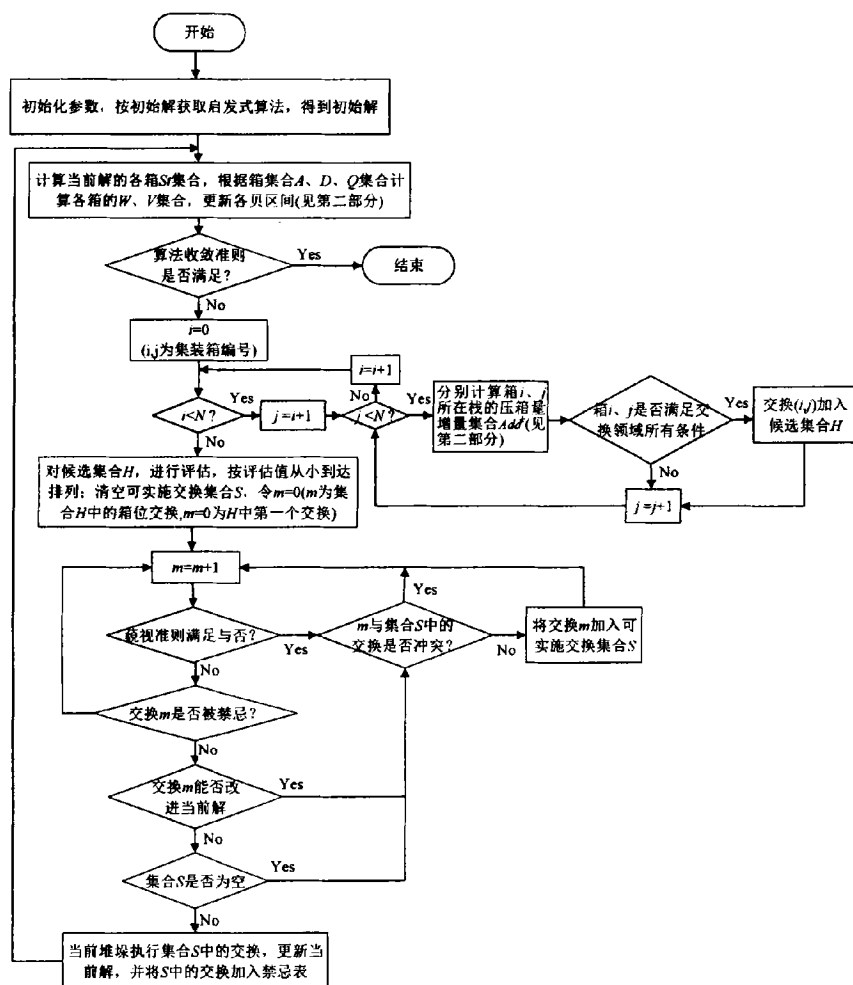 开始
初始化参数，按初始解获取启发式算法，得到初始解
计算当前解的各箱St集合，根据箱集合A、D、Q集合计
算各箱的W、V集合，更新各贝区间(见第二部分)
算法收敛准则
是否满足？
Yes
结束
No
i=0
(i,j为集装箱编号)
i=i+1
No
i<N？
Yes
j=i+1
j<N？
Yes
分别计算箱i、j
所在栈的压箱量
增量集合Add(见
第二部分)
箱i、j是否满足交
换领域所有条件
Yes
交换(i,j)加入
候选集合H
No
j=j+1
No
对候选集合H，进行评估，按评估值从小到达
排列；清空可实施交换集合S，令m=0(m为集
合H中的箱位交换,m=0为H中第一个交换)
m=m+1
Yes
藐视准则满足与否？
Yes
m与集合S中的
交换是否冲突？
No
将交换m加入可
实施交换集合S
No
交换m是否被禁忌？
No
交换m能否改
进当前解
Yes
No
集合S是否为空
Yes
No
当前堆垛执行集合S中的交换，更新当
前解，并将S中的交换加入禁忌表